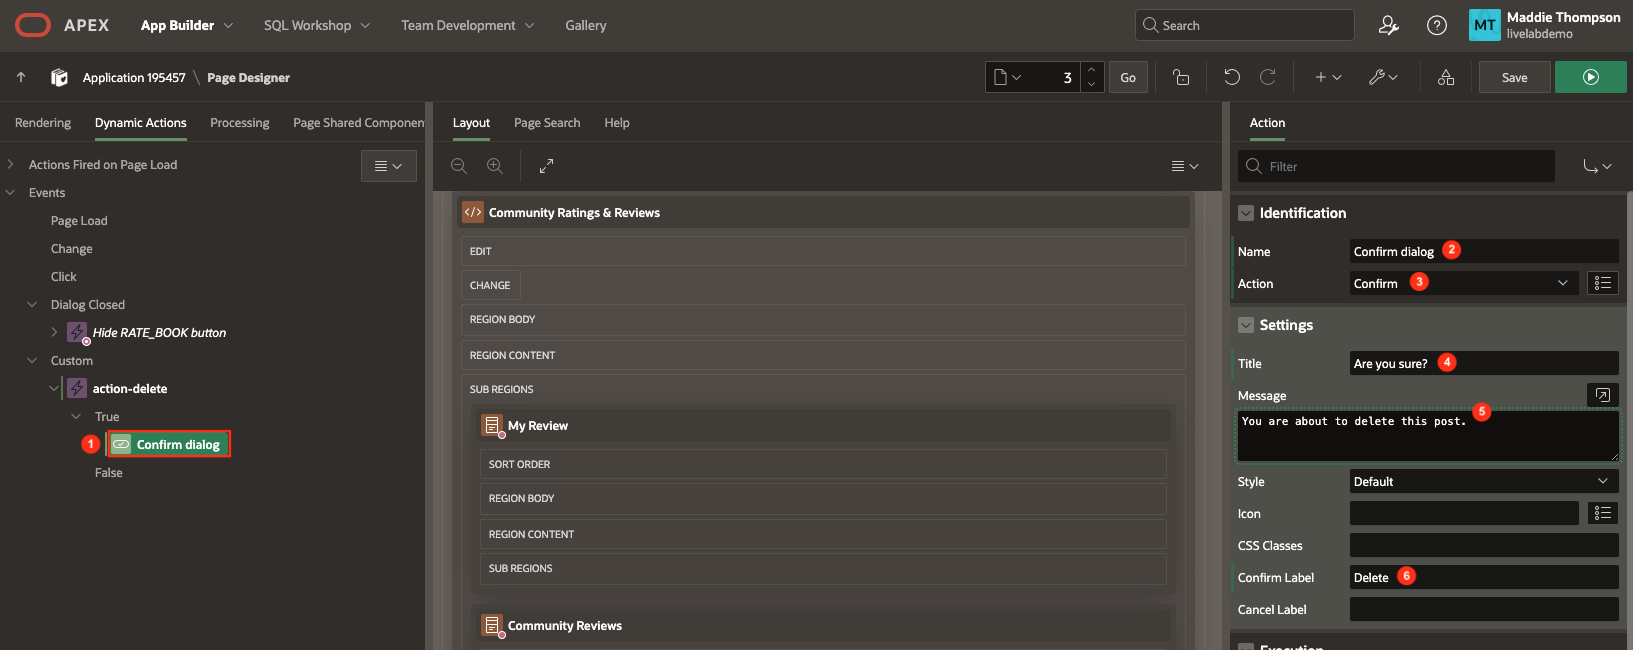 APEX App Builder SQL Workshop Team Development Gallery Search MT Maddie Thompson
livelabdemo
Application 195457 \ Page Designer 3 Go Save
Rendering Dynamic Actions Processing Page Shared Componen
Actions Fired on Page Load
Events
Page Load
Change
Click
Dialog Closed
Hide RATE_BOOK button
Custom
action-delete
True
1 Confirm dialog
False
Layout Page Search Help
Community Ratings & Reviews
EDIT
CHANGE
REGION BODY
REGION CONTENT
SUB REGIONS
My Review
SORT ORDER
REGION BODY
REGION CONTENT
SUB REGIONS
Community Reviews
Action
Filter
Identification
Name Confirm dialog 2
Action Confirm 3
Settings
Title Are you sure? 4
Message
You are about to delete this post. 5
Style Default
Icon
CSS Classes
Confirm Label Delete 6
Cancel Label
Execution